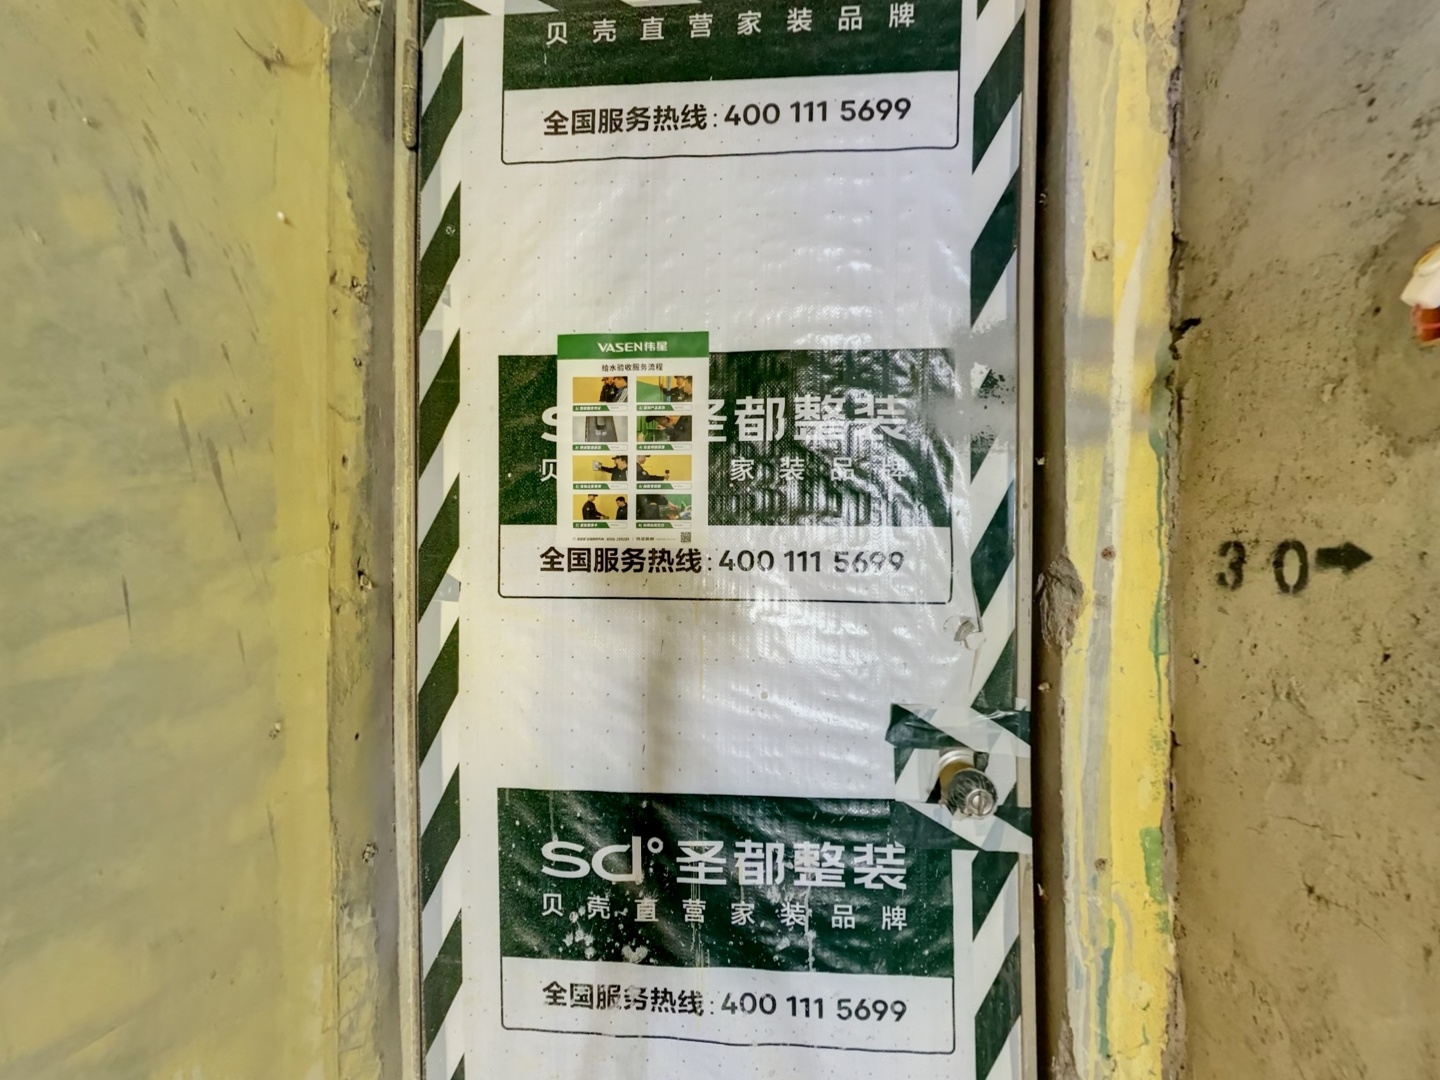 贝壳直营家装品牌
全国服务热线:400 111 5699
VASEN伟星
给水验收服务流程
圣都整装
贝 家装品牌
全国服务热线:400 111 5699
30→
sd°圣都整装
贝壳直营家装品牌
全国服务热线:400 111 5699